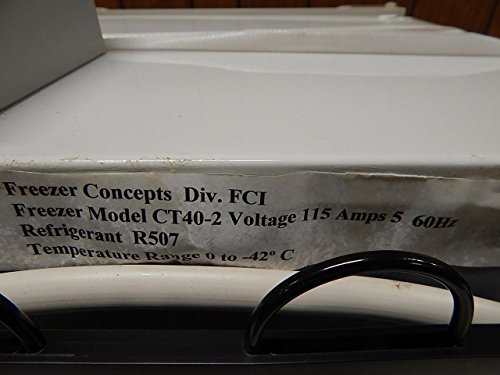 Freezer Concepts Div. FCI
Freezer Model CT40-2 Voltage 115 Amps 5 60Hz
Refrigerant R507
Temperature Range 0 to -42º C